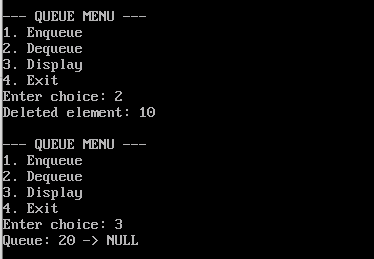 --- QUEUE MENU ---
1. Enqueue
2. Dequeue
3. Display
4. Exit
Enter choice: 2
Deleted element: 10

--- QUEUE MENU ---
1. Enqueue
2. Dequeue
3. Display
4. Exit
Enter choice: 3
Queue: 20 -> NULL